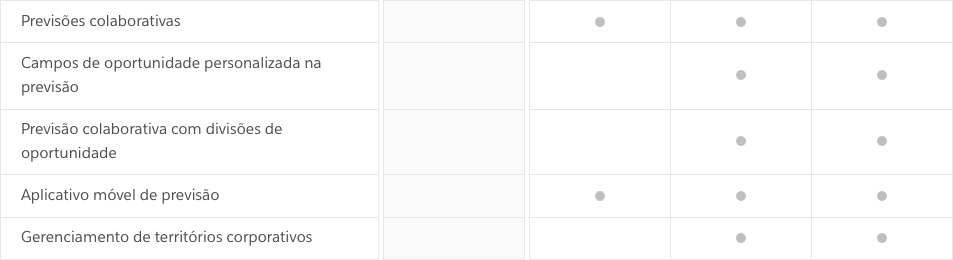 Previsões colaborativas
Campos de oportunidade personalizada na
previsão
Previsão colaborativa com divisões de
oportunidade
Aplicativo móvel de previsão
Gerenciamento de territórios corporativos